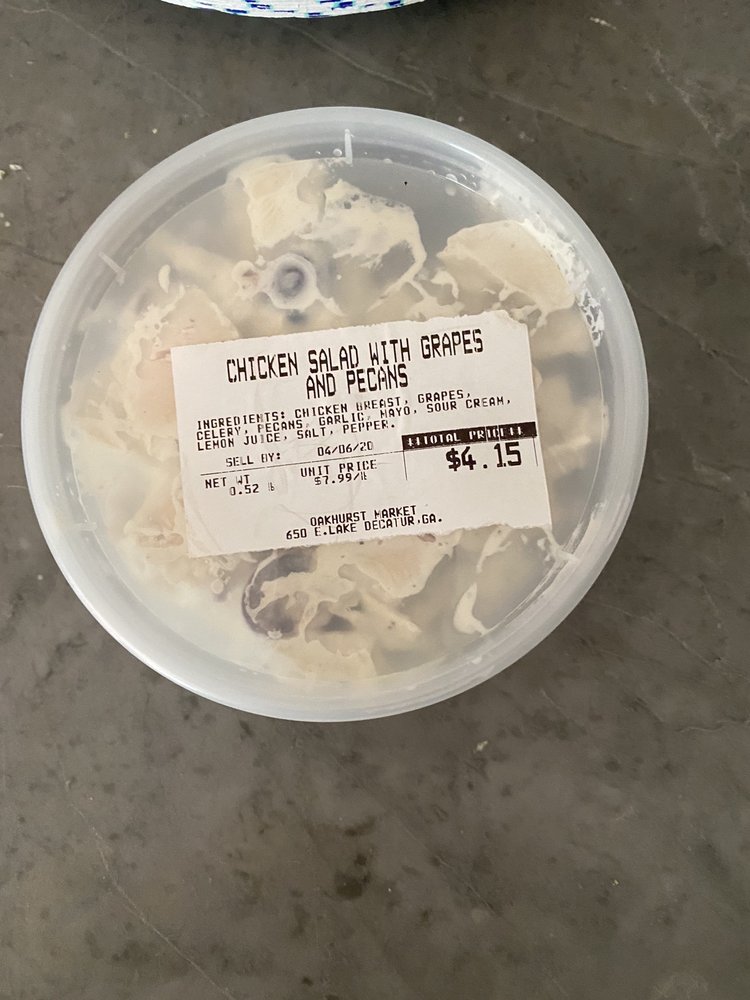 CHICKEN SALAD WITH GRAPES
AND PECANS
INGREDIENTS: CHICKEN BREAST, GRAPES,
CELERY, PECANS, GARLIC, MAYO, SOUR CREAM,
LEMON JUICE, SALT, PEPPER.
SELL BY: 04/06/20
**TOTAL PRICE**
NET WT UNIT PRICE $4.15
0.52 lb $7.99/lb
OAKHURST MARKET
650 E.LAKE DECATUR,GA.